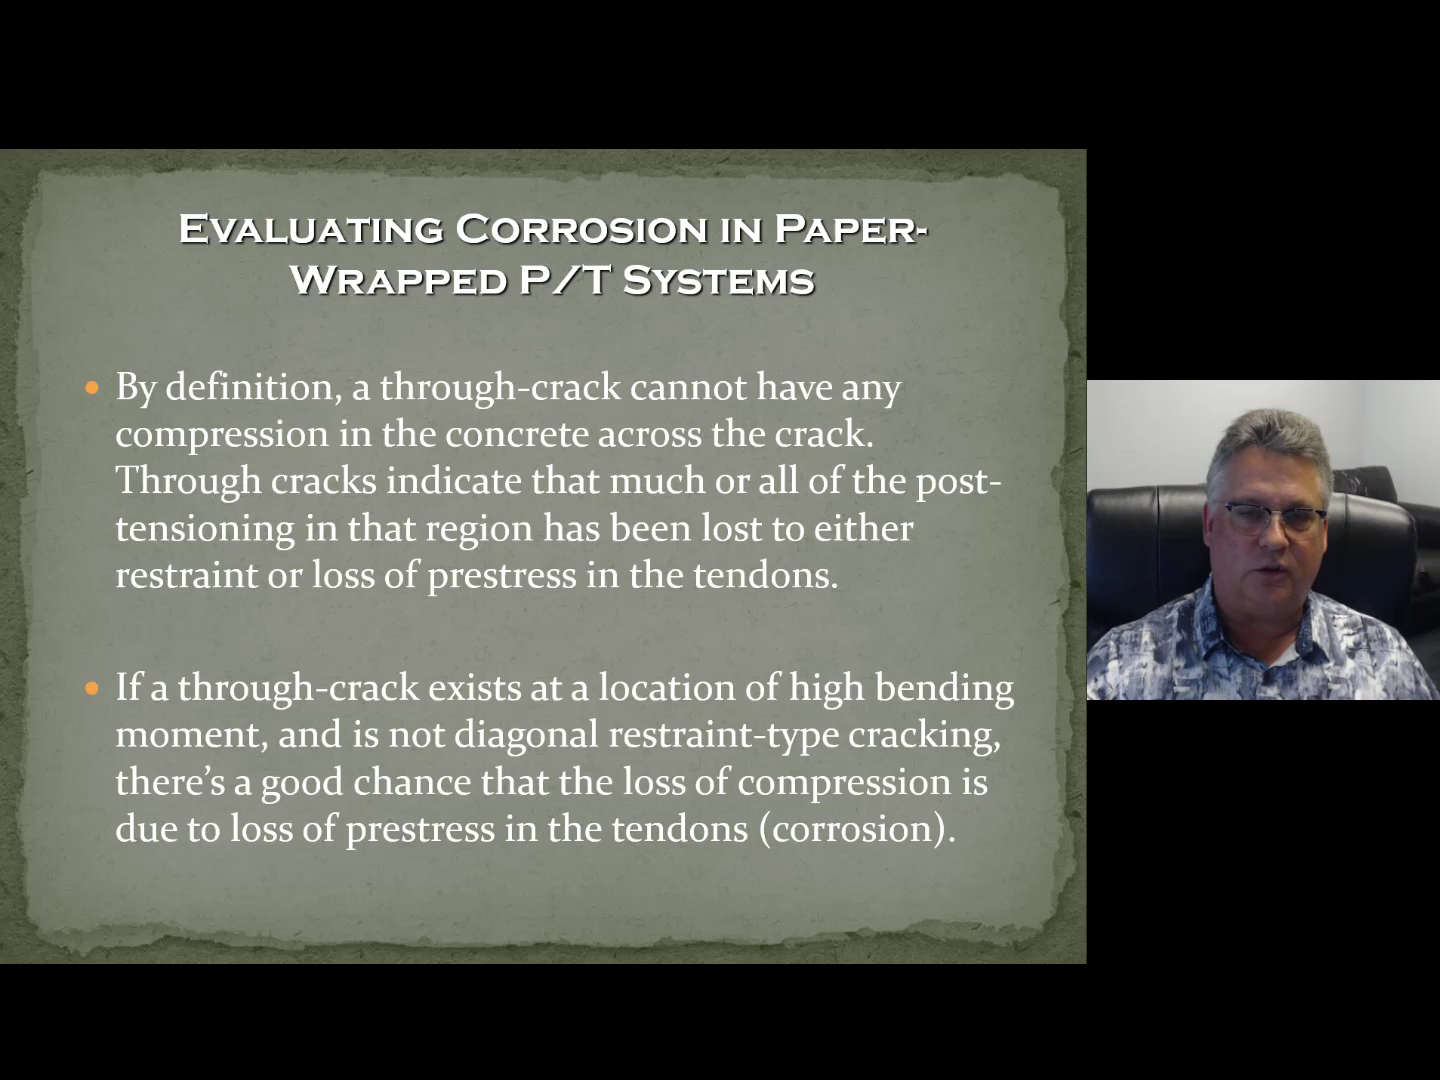 Evaluating Corrosion in Paper-
Wrapped P/T Systems
• By definition, a through-crack cannot have any
compression in the concrete across the crack.
Through cracks indicate that much or all of the post-
tensioning in that region has been lost to either
restraint or loss of prestress in the tendons.
• If a through-crack exists at a location of high bending
moment, and is not diagonal restraint-type cracking,
there’s a good chance that the loss of compression is
due to loss of prestress in the tendons (corrosion).